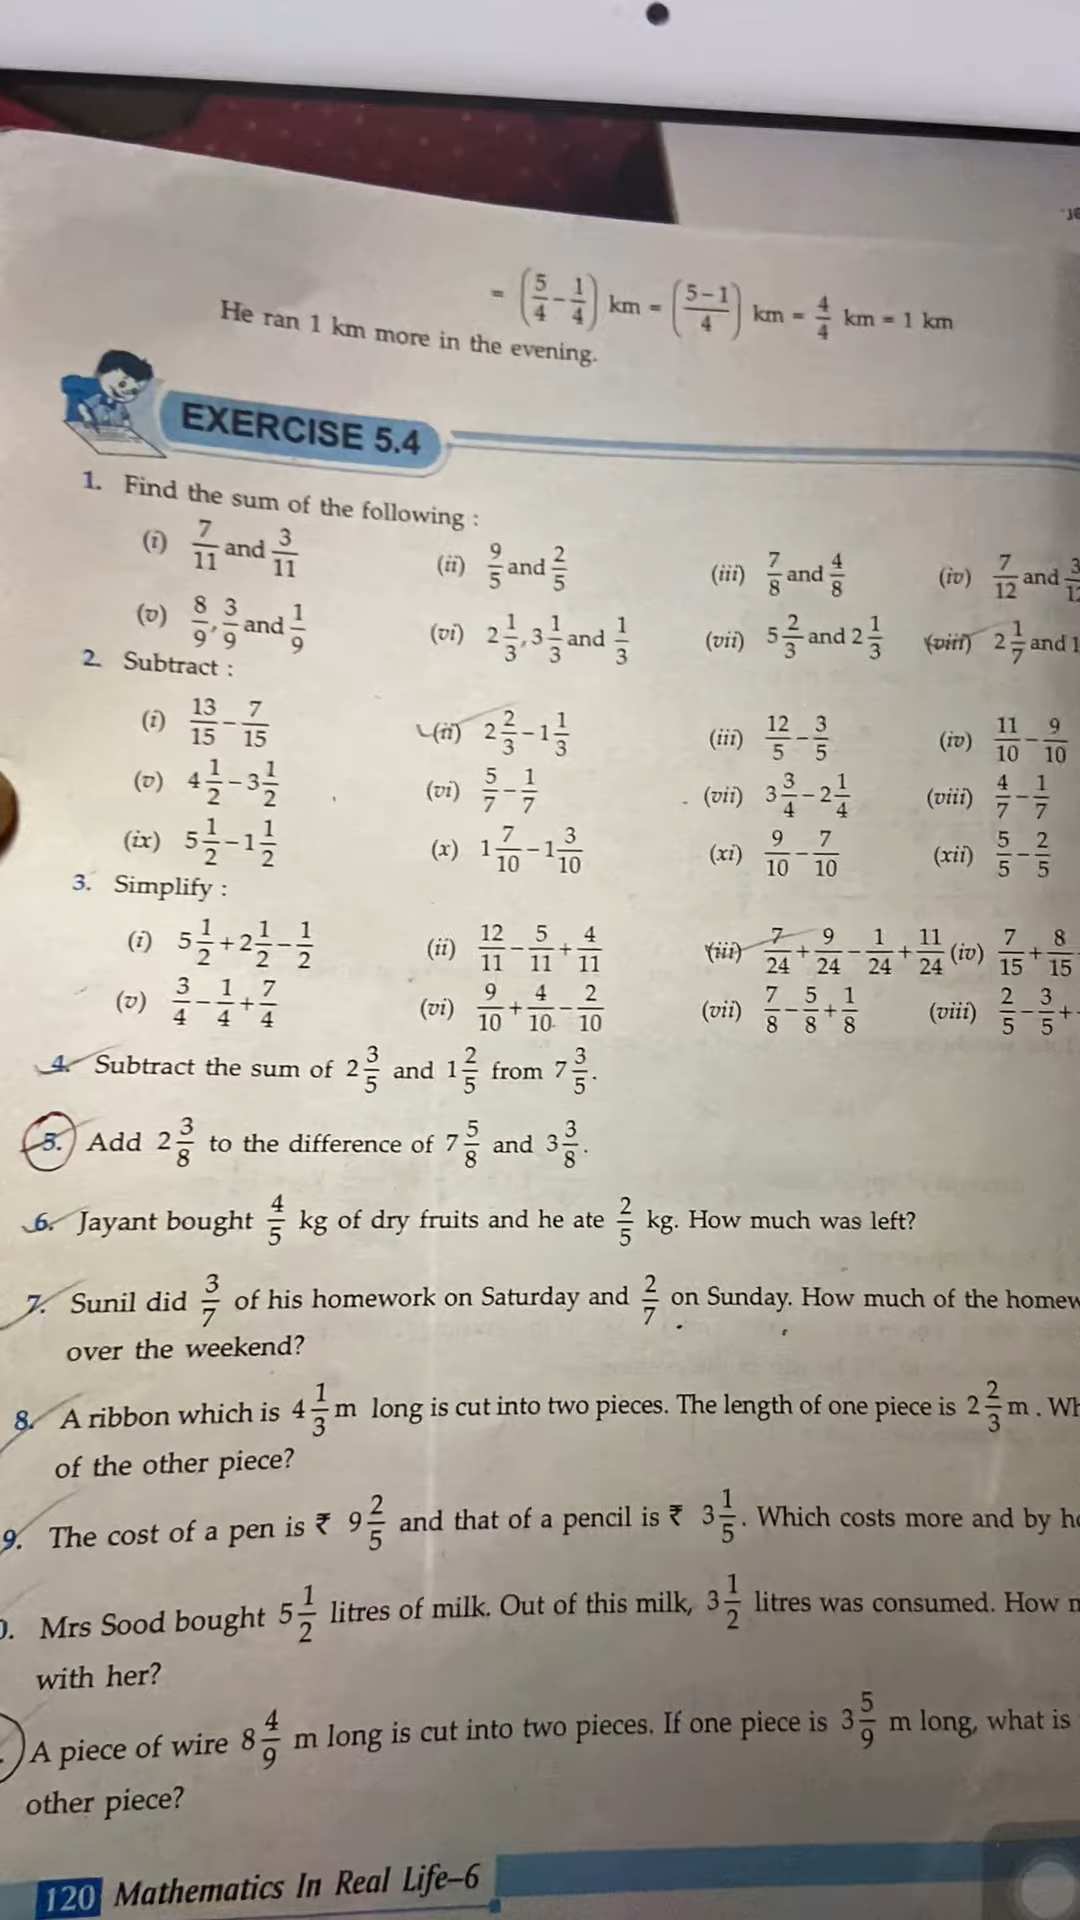 = (5/4 − 1/4) km = (5−1/4) km = 4/4 km = 1 km
He ran 1 km more in the evening.
EXERCISE 5.4
1. Find the sum of the following :
(i) 7/11 and 3/11 (ii) 9/5 and 2/5 (iii) 7/8 and 4/8 (iv) 7/12 and
(v) 8/9, 3/9 and 1/9 (vi) 2 1/3, 3 1/3 and 1/3 (vii) 5 2/3 and 2 1/3 (viii) 2 1/7 and 1
2. Subtract :
(i) 13/15 − 7/15 (ii) 2 2/3 − 1 1/3 (iii) 12/5 − 3/5 (iv) 11/10 − 9/10
(v) 4 1/2 − 3 1/2 (vi) 5/7 − 1/7 (vii) 3 3/4 − 2 1/4 (viii) 4/7 − 1/7
(ix) 5 1/2 − 1 1/2 (x) 1 7/10 − 1 3/10 (xi) 9/10 − 7/10 (xii) 5/5 − 2/5
3. Simplify :
(i) 5 1/2 + 2 1/2 − 1/2 (ii) 12/11 − 5/11 + 4/11 (iii) 7/24 + 9/24 − 1/24 + 11/24 (iv) 7/15 + 8/15
(v) 3/4 − 1/4 + 7/4 (vi) 9/10 + 4/10 − 2/10 (vii) 7/8 − 5/8 + 1/8 (viii) 2/5 − 3/5 +
4. Subtract the sum of 2 3/5 and 1 2/5 from 7 3/5.
5. Add 2 3/8 to the difference of 7 5/8 and 3 3/8.
6. Jayant bought 4/5 kg of dry fruits and he ate 2/5 kg. How much was left?
7. Sunil did 3/7 of his homework on Saturday and 2/7 on Sunday. How much of the
over the weekend?
8. A ribbon which is 4 1/3 m long is cut into two pieces. The length of one piece is 2 2/3 m.
of the other piece?
9. The cost of a pen is ₹ 9 2/5 and that of a pencil is ₹ 3 1/5. Which costs more and by
Mrs Sood bought 5 1/2 litres of milk. Out of this milk, 3 1/2 litres was consumed. How
with her?
A piece of wire 8 4/9 m long is cut into two pieces. If one piece is 3 5/9 m long, what is
other piece?
120 Mathematics In Real Life–6